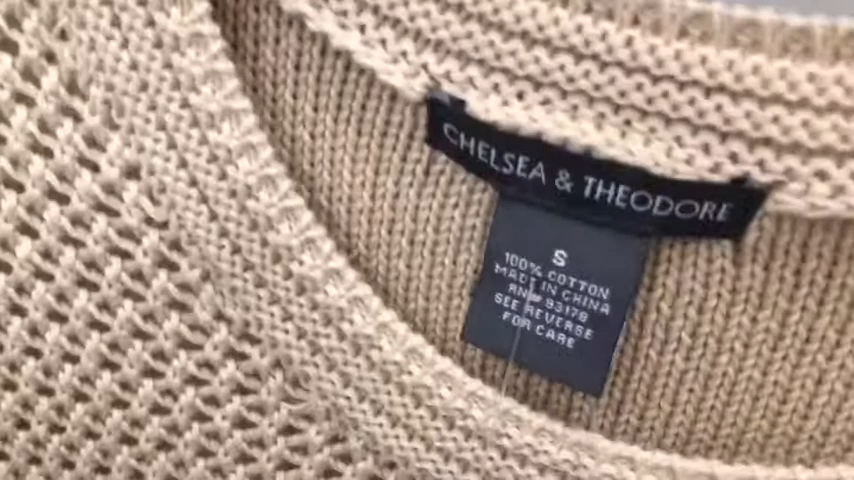 CHELSEA & THEODORE
S
100% COTTON
MADE IN CHINA
RN# 93178
SEE REVERSE
FOR CARE